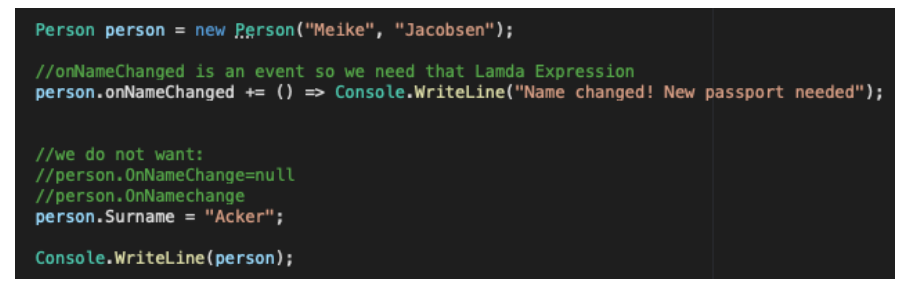 Person person = new Person("Meike", "Jacobsen");
//onNameChanged is an event so we need that Lamda Expression
person.onNameChanged += () => Console.WriteLine("Name changed! New passport needed");
//we do not want:
//person.OnNameChange=null
//person.OnNamechange
person.Surname = "Acker";
Console.WriteLine(person);